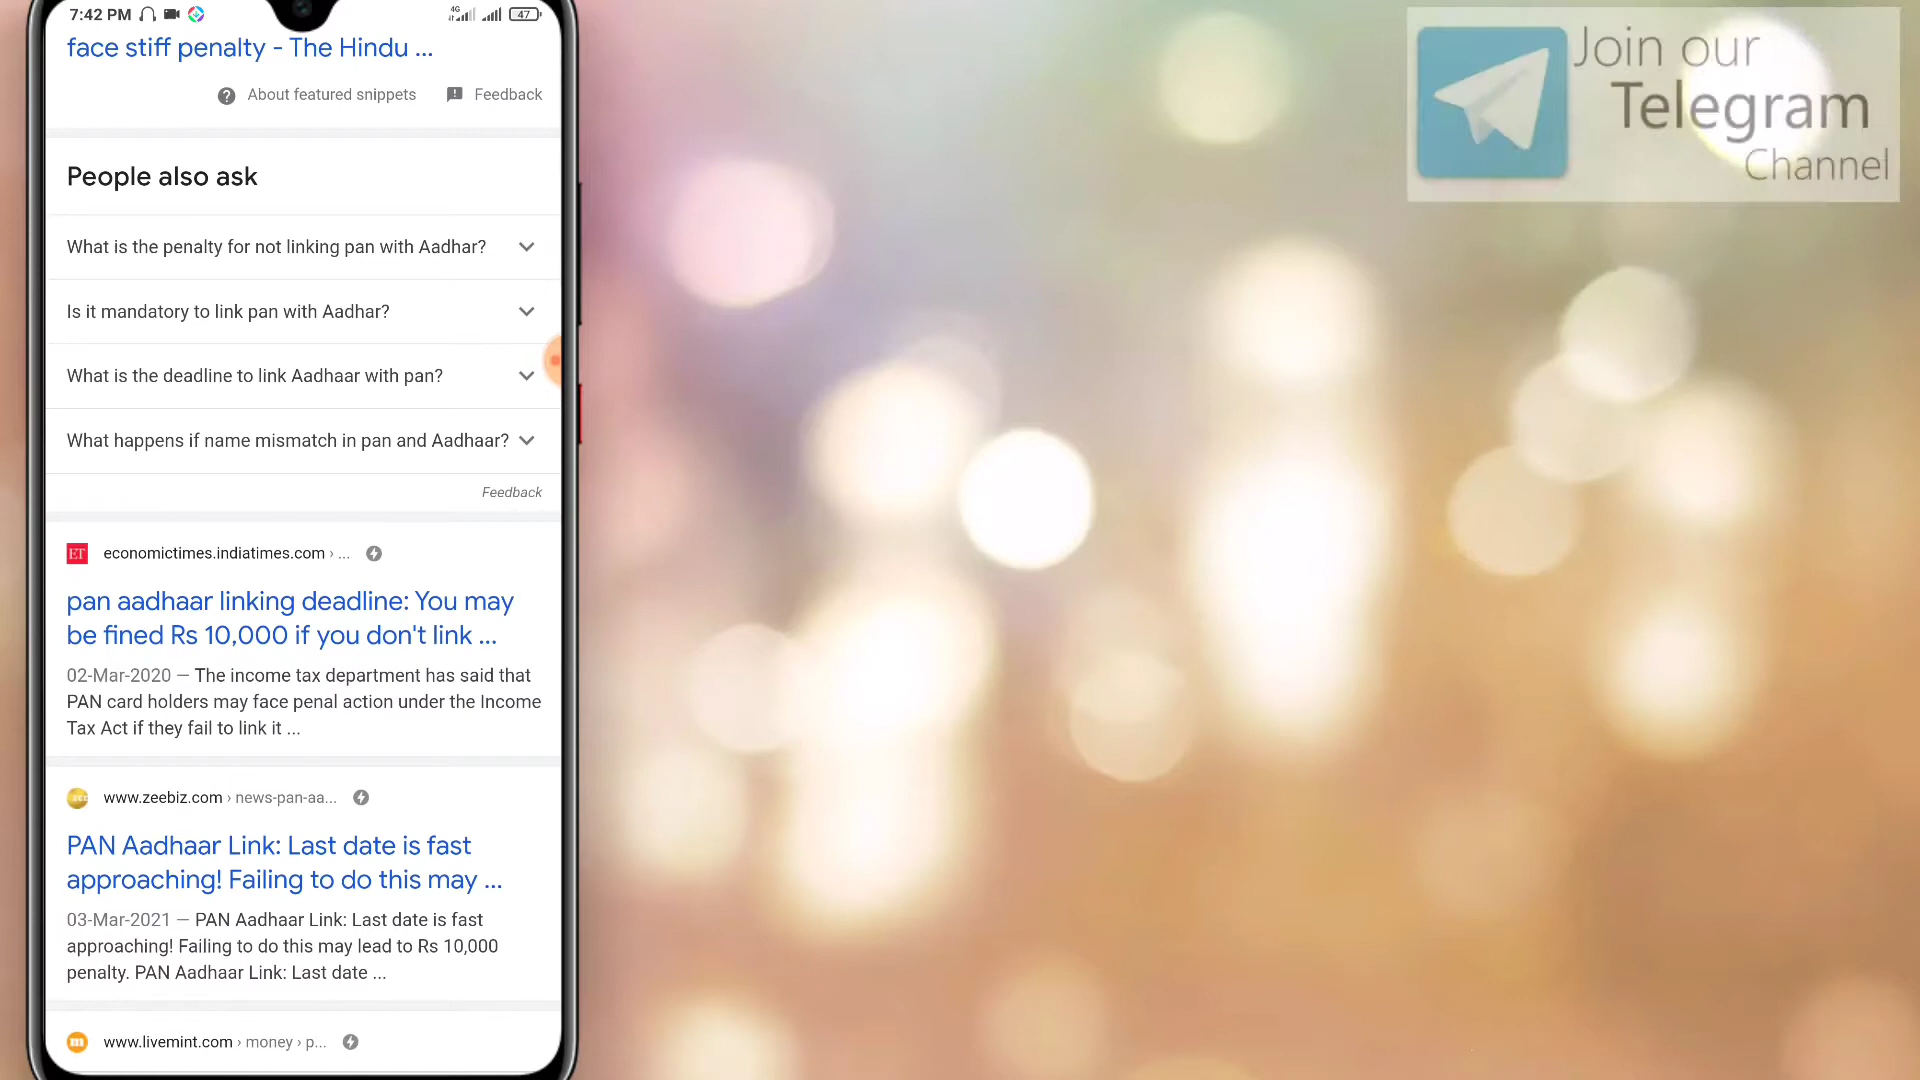 7:42 PM
4G
47
face stiff penalty - The Hindu ...
About featured snippets
Feedback
People also ask
What is the penalty for not linking pan with Aadhar?
Is it mandatory to link pan with Aadhar?
What is the deadline to link Aadhaar with pan?
What happens if name mismatch in pan and Aadhaar?
Feedback
ET
economictimes.indiatimes.com › ...
pan aadhaar linking deadline: You may
be fined Rs 10,000 if you don't link ...
02-Mar-2020 — The income tax department has said that
PAN card holders may face penal action under the Income
Tax Act if they fail to link it ...
www.zeebiz.com › news-pan-aa...
PAN Aadhaar Link: Last date is fast
approaching! Failing to do this may ...
03-Mar-2021 — PAN Aadhaar Link: Last date is fast
approaching! Failing to do this may lead to Rs 10,000
penalty. PAN Aadhaar Link: Last date ...
m
www.livemint.com › money › p...
Join our
Telegram
Channel